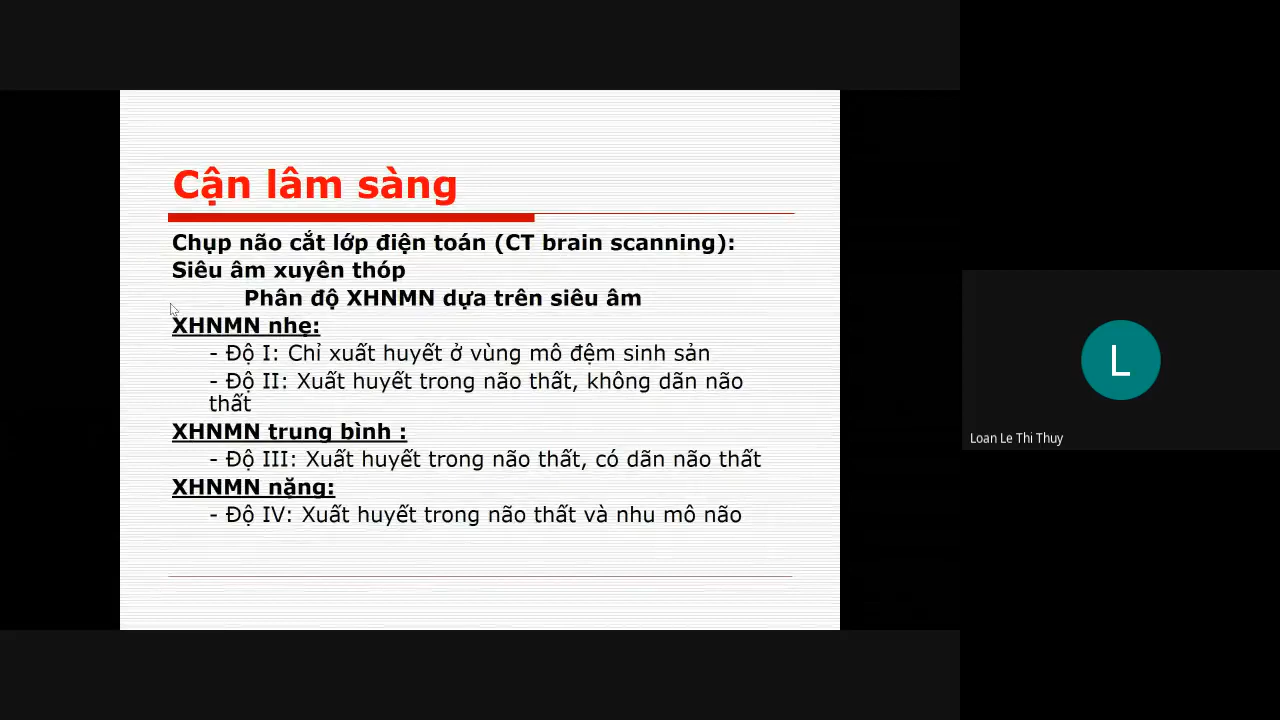 Cận lâm sàng
Chụp não cắt lớp điện toán (CT brain scanning):
Siêu âm xuyên thóp
Phân độ XHNMN dựa trên siêu âm
XHNMN nhẹ:
- Độ I: Chỉ xuất huyết ở vùng mô đệm sinh sản
- Độ II: Xuất huyết trong não thất, không dãn não
thất
XHNMN trung bình :
- Độ III: Xuất huyết trong não thất, có dãn não thất
XHNMN nặng:
- Độ IV: Xuất huyết trong não thất và nhu mô não
L
Loan Le Thi Thuy